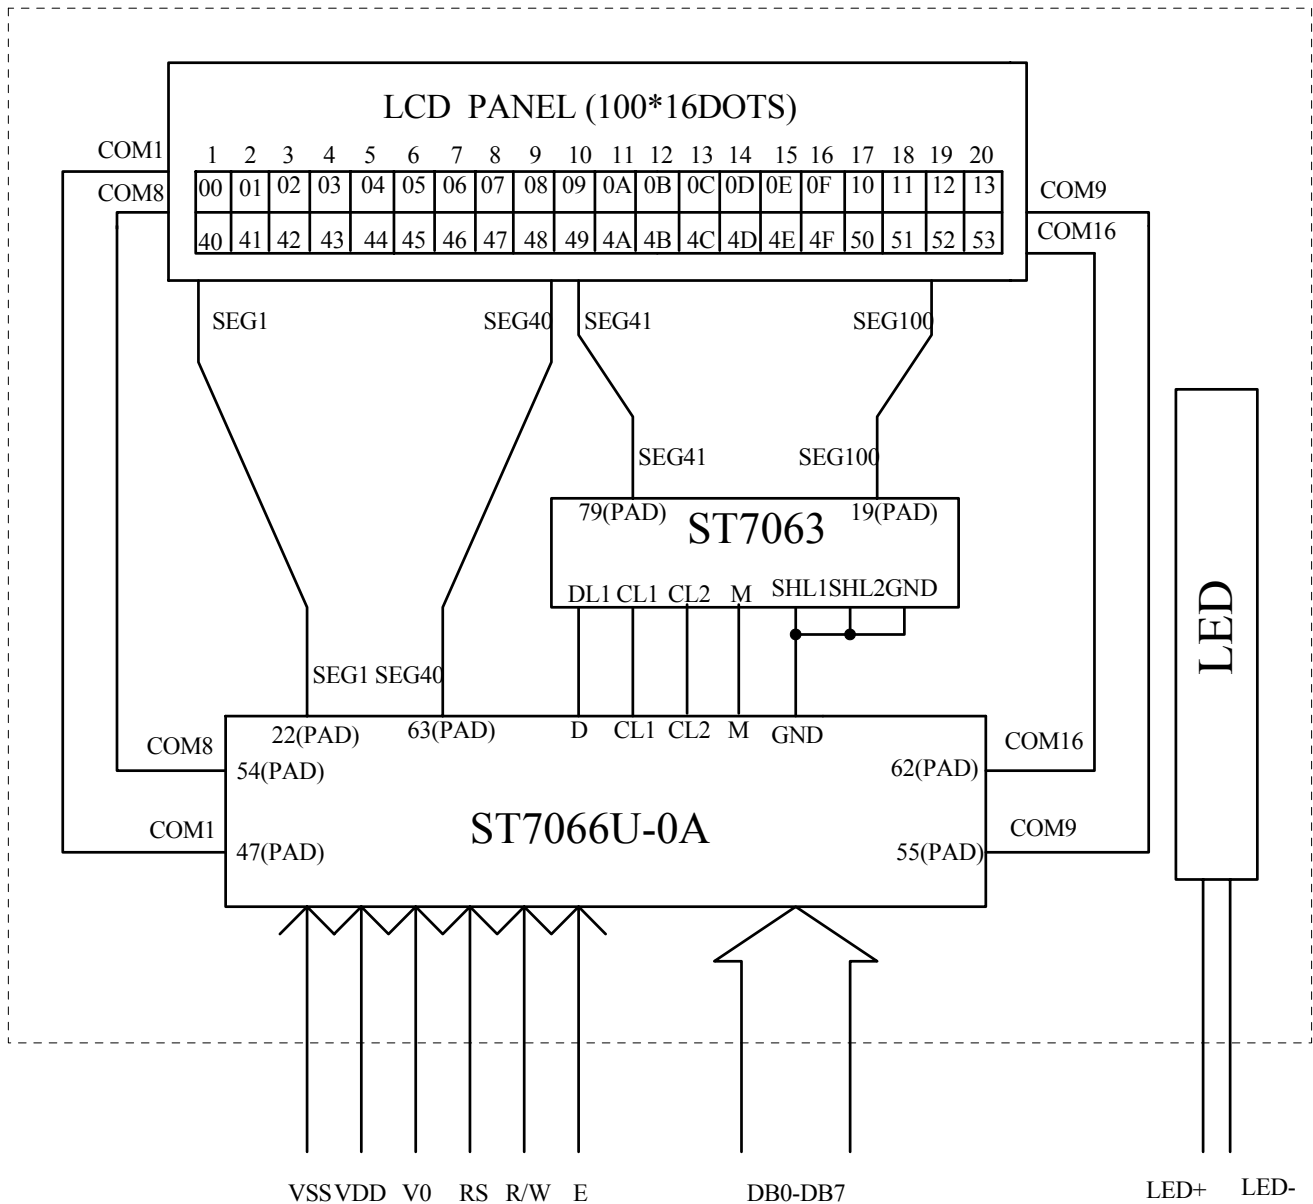 LCD PANEL (100*16DOTS)
COM1
1 2 3 4 5 6 7 8 9 10 11 12 13 14 15 16 17 18 19 20
COM8
00 01 02 03 04 05 06 07 08 09 0A 0B 0C 0D 0E 0F 10 11 12 13
COM9
40 41 42 43 44 45 46 47 48 49 4A 4B 4C 4D 4E 4F 50 51 52 53
COM16
SEG1 SEG40 SEG41 SEG100
SEG41 SEG100
79(PAD) 19(PAD)
ST7063
DL1 CL1 CL2 M SHL1 SHL2 GND
LED
SEG1 SEG40
22(PAD) 63(PAD) D CL1 CL2 M GND
COM8 COM16
54(PAD) 62(PAD)
ST7066U-0A
COM1 COM9
47(PAD) 55(PAD)
VSS VDD V0 RS R/W E DB0-DB7 LED+ LED-